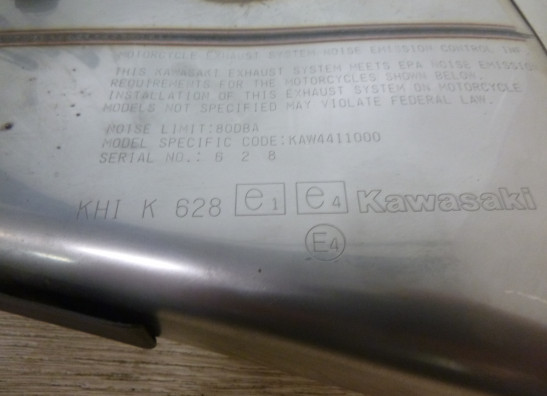 MOTORCYCLE EXHAUST SYSTEM NOISE EMISSION CONTROL
THIS KAWASAKI EXHAUST SYSTEM MEETS EPA NOISE EMISSIO
REQUIREMENTS FOR THE MOTORCYCLES SHOWN BELOW.
INSTALLATION OF THIS EXHAUST SYSTEM ON MOTORCYCLE
MODELS NOT SPECIFIED MAY VIOLATE FEDERAL LAW.
NOISE LIMIT:80DBA
MODEL SPECIFIC CODE:KAW4411000
SERIAL NO.: 6 2 8
KHI K 628 e1 e4 Kawasaki
E4